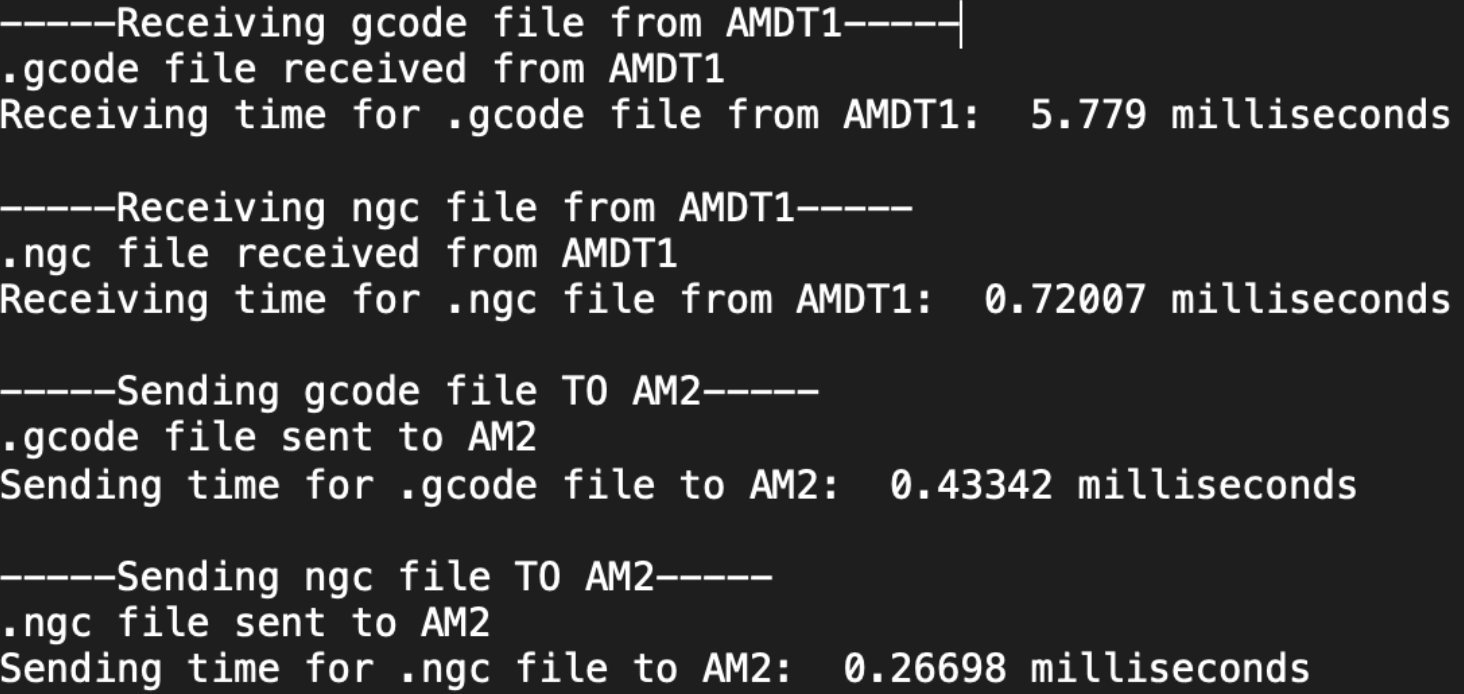 -----Receiving gcode file from AMDT1-----
.gcode file received from AMDT1
Receiving time for .gcode file from AMDT1:  5.779 milliseconds
-----Receiving ngc file from AMDT1-----
.ngc file received from AMDT1
Receiving time for .ngc file from AMDT1:  0.72007 milliseconds
-----Sending gcode file TO AM2-----
.gcode file sent to AM2
Sending time for .gcode file to AM2:  0.43342 milliseconds
-----Sending ngc file TO AM2-----
.ngc file sent to AM2
Sending time for .ngc file to AM2:  0.26698 milliseconds